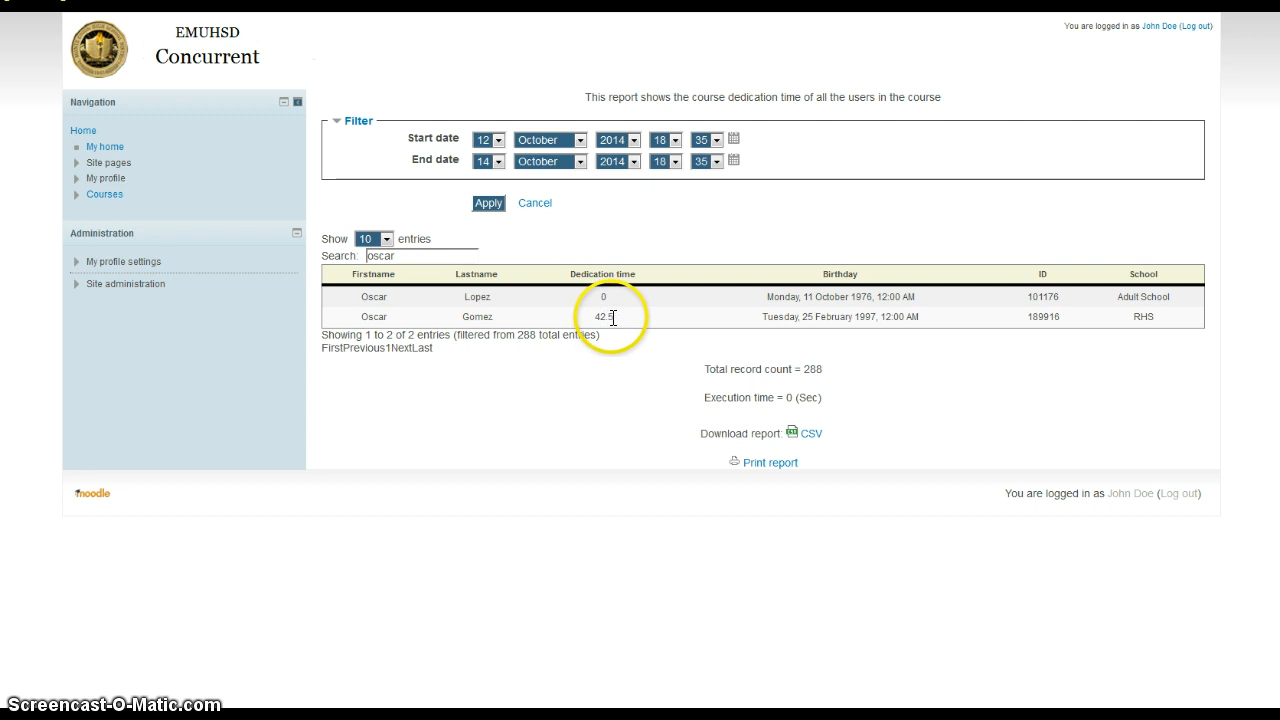 EMUHSD
Concurrent
You are logged in as John Doe (Log out)
Navigation
Home
My home
Site pages
My profile
Courses
Administration
My profile settings
Site administration
This report shows the course dedication time of all the users in the course
Filter
Start date 12 October 2014 18 35
End date 14 October 2014 18 35
Apply Cancel
Show 10 entries
Search: oscar
Firstname Lastname Dedication time Birthday ID School
Oscar Lopez 0 Monday, 11 October 1976, 12:00 AM 101176 Adult School
Oscar Gomez 42.5 Tuesday, 25 February 1997, 12:00 AM 189916 RHS
Showing 1 to 2 of 2 entries (filtered from 288 total entries)
FirstPrevious1NextLast
Total record count = 288
Execution time = 0 (Sec)
Download report: CSV
Print report
moodle
You are logged in as John Doe (Log out)
Screencast-O-Matic.com